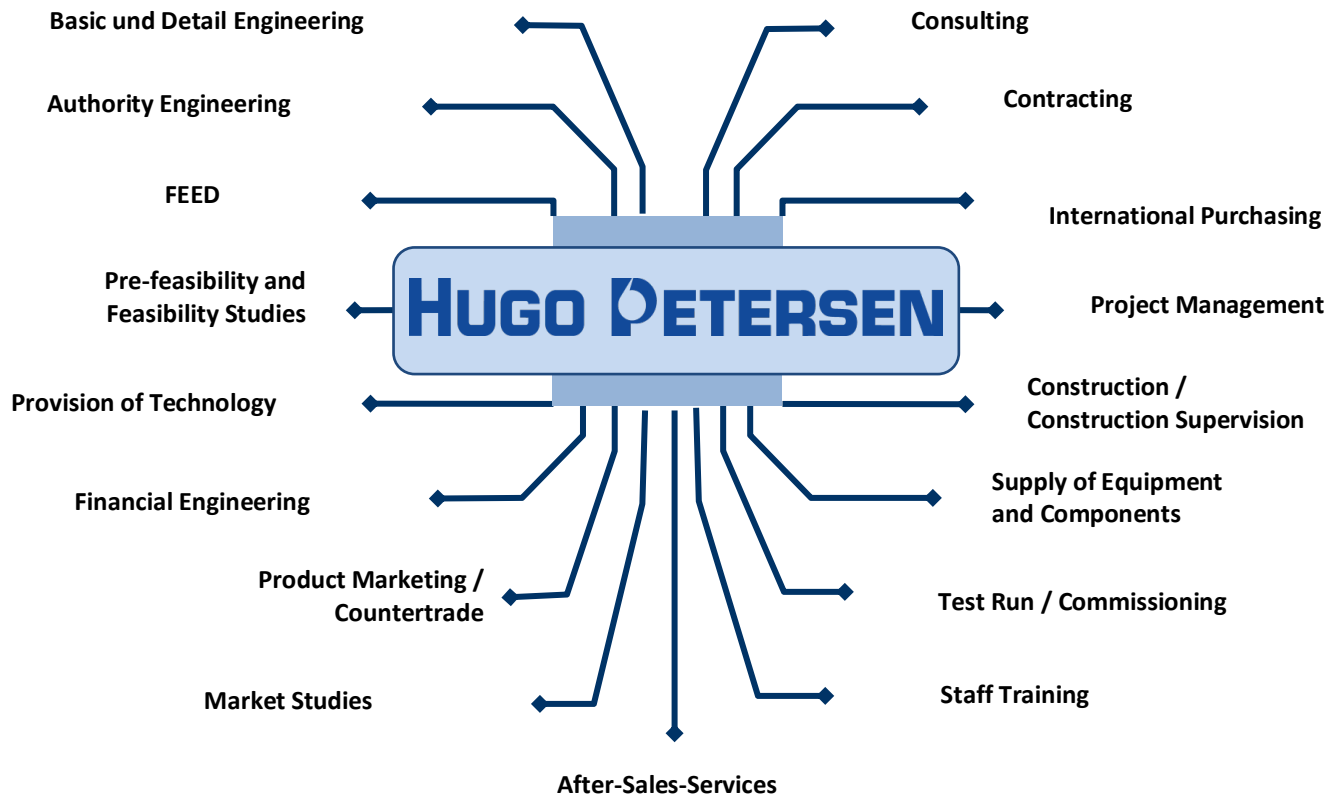 Basic und Detail Engineering
Consulting
Authority Engineering
Contracting
FEED
International Purchasing
Pre-feasibility and
Feasibility Studies
HUGO PETERSEN
Project Management
Provision of Technology
Construction /
Construction Supervision
Financial Engineering
Supply of Equipment
and Components
Product Marketing /
Countertrade
Test Run / Commissioning
Market Studies
Staff Training
After-Sales-Services